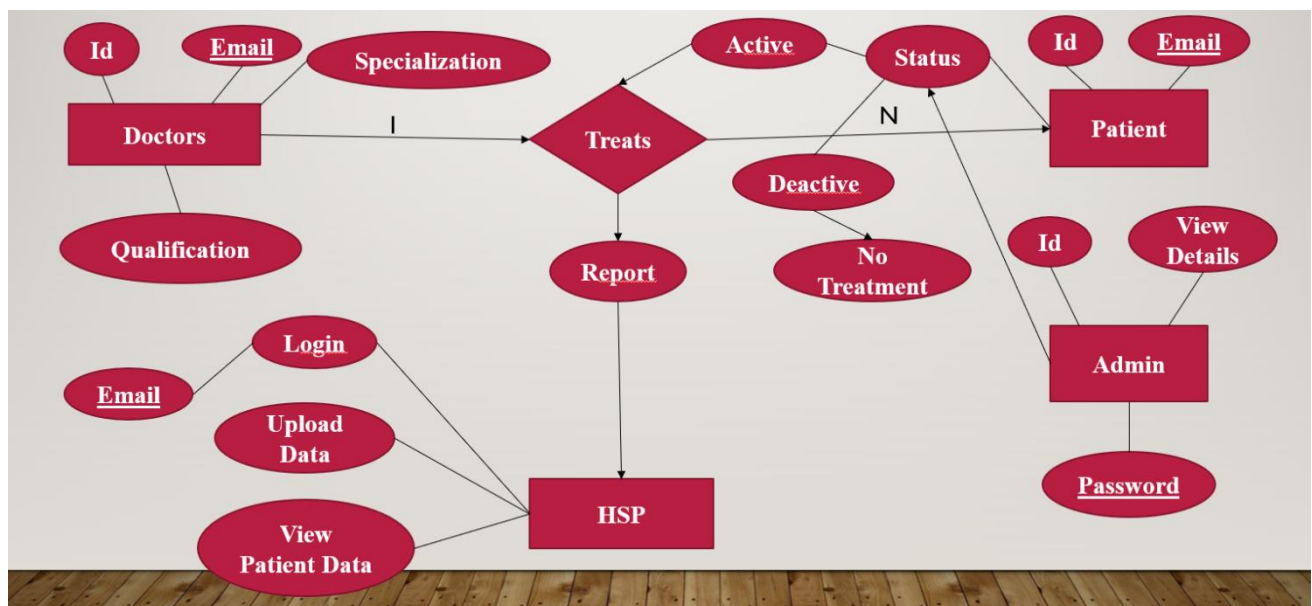 Id
Email
Specialization
Doctors
Qualification
I
Treats
Active
Status
N
Id
Email
Patient
Deactive
No
Treatment
Report
Id
View
Details
Admin
Password
Login
Email
Upload
Data
View
Patient Data
HSP